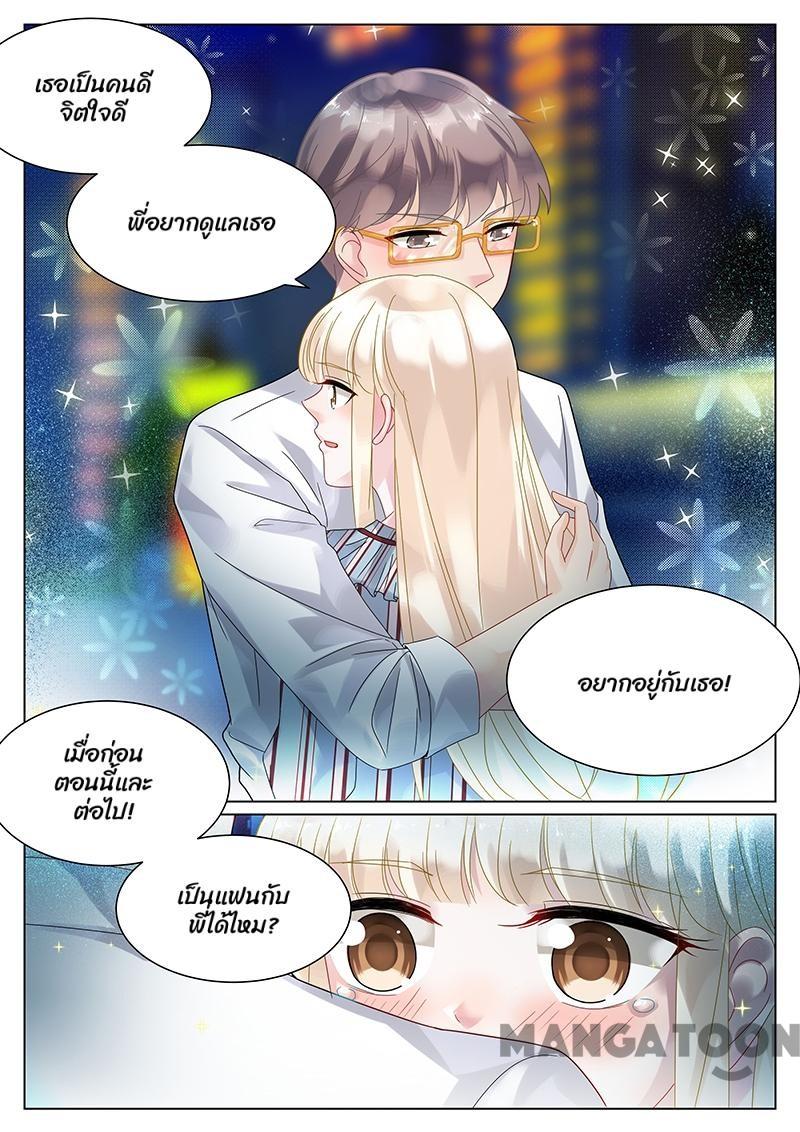 เธอเป็นคนดี
จิตใจดี
พี่อยากดูแลเธอ
อยากอยู่กับเธอ!
เมื่อก่อน
ตอนนี้และ
ต่อไป!
เป็นแฟนกับ
พี่ได้ไหม?
MANGATOON